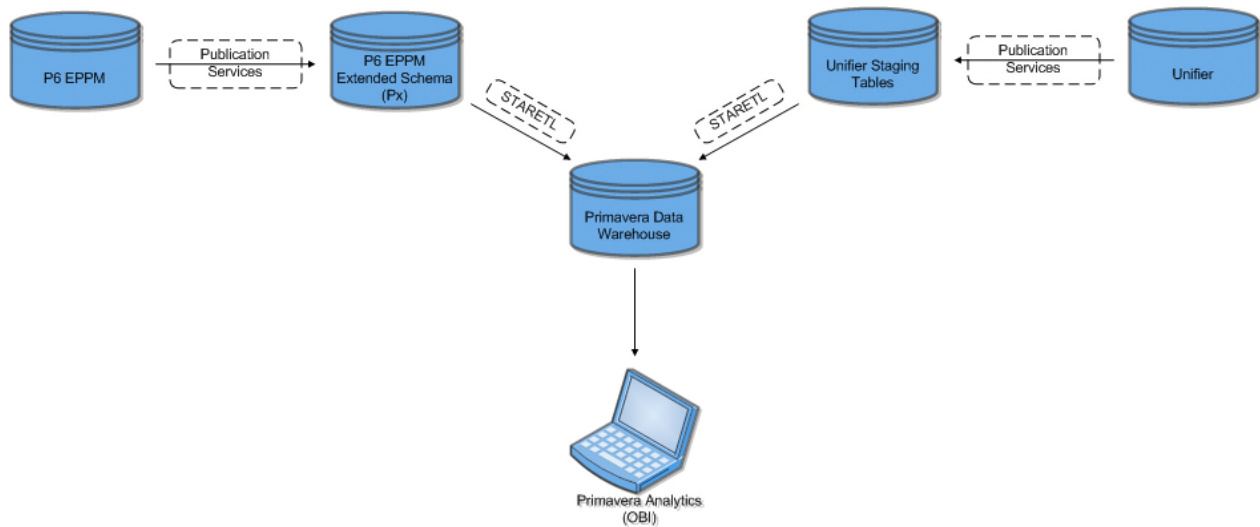 P6 EPPM
Publication
Services
P6 EPPM
Extended Schema
(Px)
STARETL
Unifier Staging
Tables
Publication
Services
Unifier
STARETL
Primavera Data
Warehouse
Primavera Analytics
(OBI)